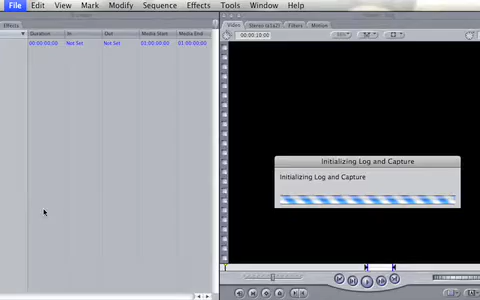 File Edit View Mark Modify Sequence Effects Tools Window Help
Effects
Duration In Out Media Start Media End
00:00:00;00 Not Set Not Set 01:00:00;00 01:00:00;00
Video Stereo (a1a2) Filters Motion
00:00:10:00
Initializing Log and Capture
Initializing Log and Capture